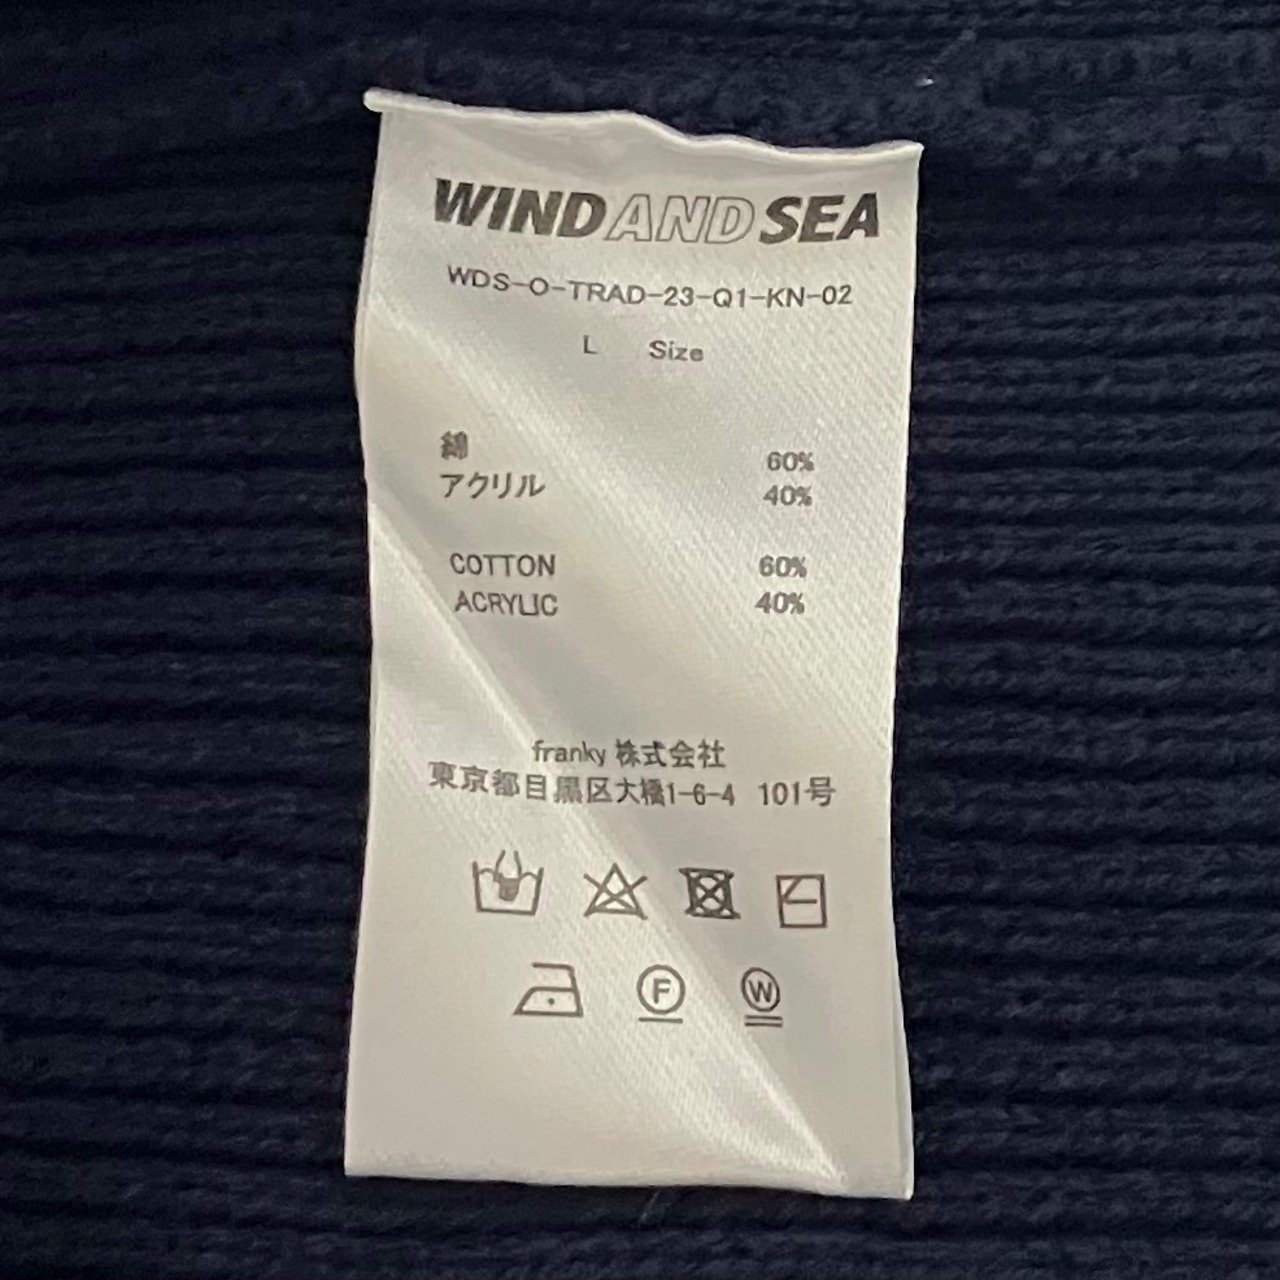 WIND AND SEA
WDS-O-TRAD-23-Q1-KN-02
L Size
綿 60%
アクリル 40%
COTTON 60%
ACRYLIC 40%
franky 株式会社
東京都目黒区大橋1-6-4 101号
F W